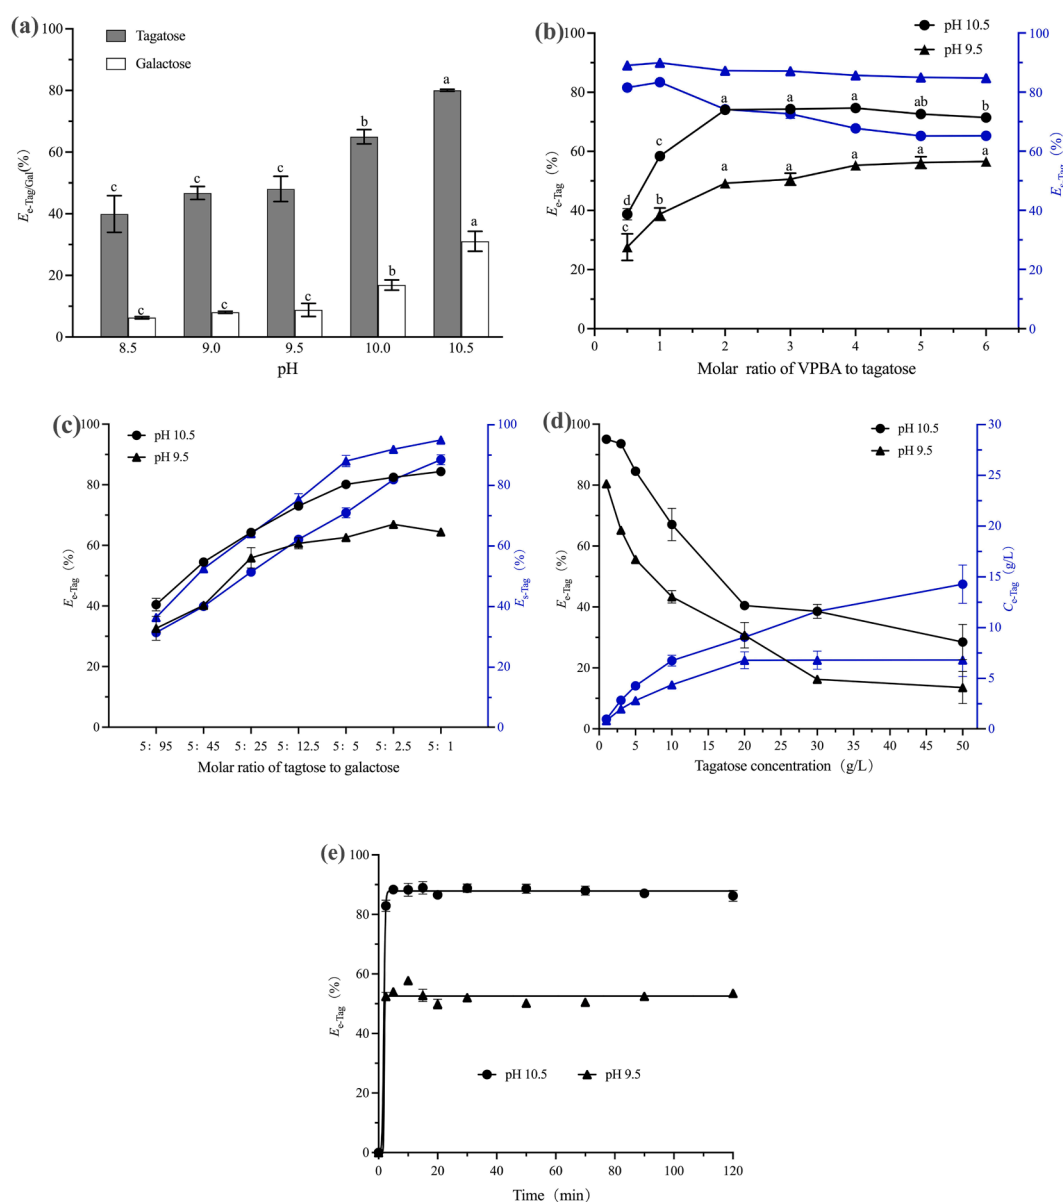 (a)
Tagatose
Galactose
100
80
60
40
20
0
E e-Tag/Gal(%)
c
c
c
c
c
c
b
b
a
a
8.5 9.0 9.5 10.0 10.5
pH
(b)
pH 10.5
pH 9.5
100
80
60
40
20
0
E e-Tag (%)
d
c
c
b
a
a
a
a
a
a
ab
a
b
a
100
80
60
40
20
0
E e-Tag (%)
0 1 2 3 4 5 6
Molar ratio of VPBA to tagatose
(c)
pH 10.5
pH 9.5
100
80
60
40
20
0
E e-Tag (%)
100
80
60
40
20
0
E s-Tag (%)
5: 95 5: 45 5: 25 5: 12.5 5: 5 5: 2.5 5: 1
Molar ratio of tagtose to galactose
(d)
pH 10.5
pH 9.5
100
80
60
40
20
0
E e-Tag (%)
30
25
20
15
10
5
0
C e-Tag (g/L)
0 5 10 15 20 25 30 35 40 45 50
Tagatose concentration (g/L)
(e)
100
80
60
40
20
0
E e-Tag (%)
pH 10.5 pH 9.5
0 20 40 60 80 100 120
Time (min)